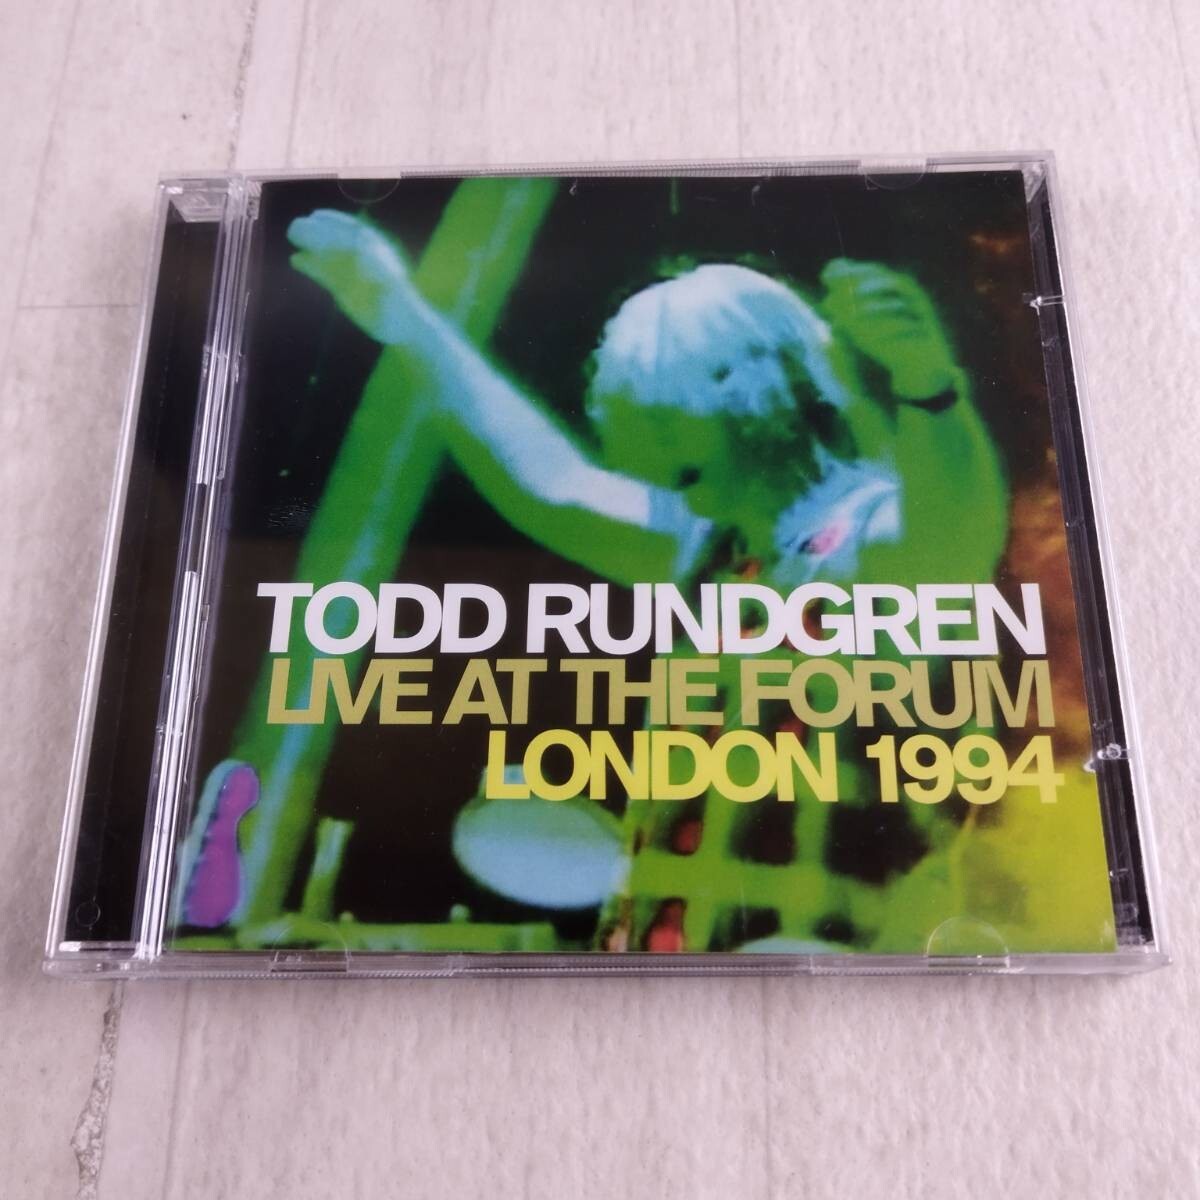 TODD RUNDGREN
LIVE AT THE FORUM
LONDON 1994